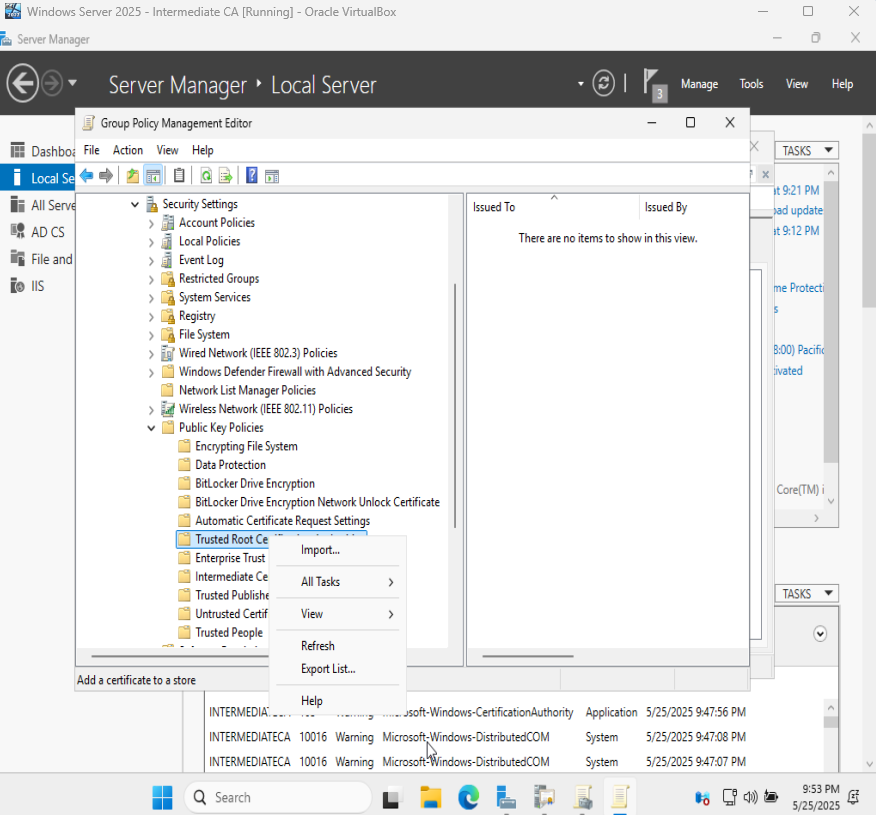 Windows Server 2025 - Intermediate CA [Running] - Oracle VirtualBox
Server Manager
Server Manager ‣ Local Server
3
Manage Tools View Help
Group Policy Management Editor
File Action View Help
Dashboa
Local Se
All Serve
AD CS
File and
IIS
Security Settings
Account Policies
Local Policies
Event Log
Restricted Groups
System Services
Registry
File System
Wired Network (IEEE 802.3) Policies
Windows Defender Firewall with Advanced Security
Network List Manager Policies
Wireless Network (IEEE 802.11) Policies
Public Key Policies
Encrypting File System
Data Protection
BitLocker Drive Encryption
BitLocker Drive Encryption Network Unlock Certificate
Automatic Certificate Request Settings
Trusted Root Ce
Enterprise Trust
Intermediate Ce
Trusted Publishe
Untrusted Certif
Trusted People
Import...
All Tasks
View
Refresh
Export List...
Help
Issued To Issued By
There are no items to show in this view.
Add a certificate to a store
TASKS
at 9:21 PM
oad update
at 9:12 PM
me Protecti
s
8:00) Pacific
ivated
Core(TM) i
TASKS
Warning Microsoft-Windows-CertificationAuthority Application 5/25/2025 9:47:56 PM
INTERMEDIATECA 10016 Warning Microsoft-Windows-DistributedCOM System 5/25/2025 9:47:08 PM
INTERMEDIATECA 10016 Warning Microsoft-Windows-DistributedCOM System 5/25/2025 9:47:07 PM
Search
9:53 PM
5/25/2025